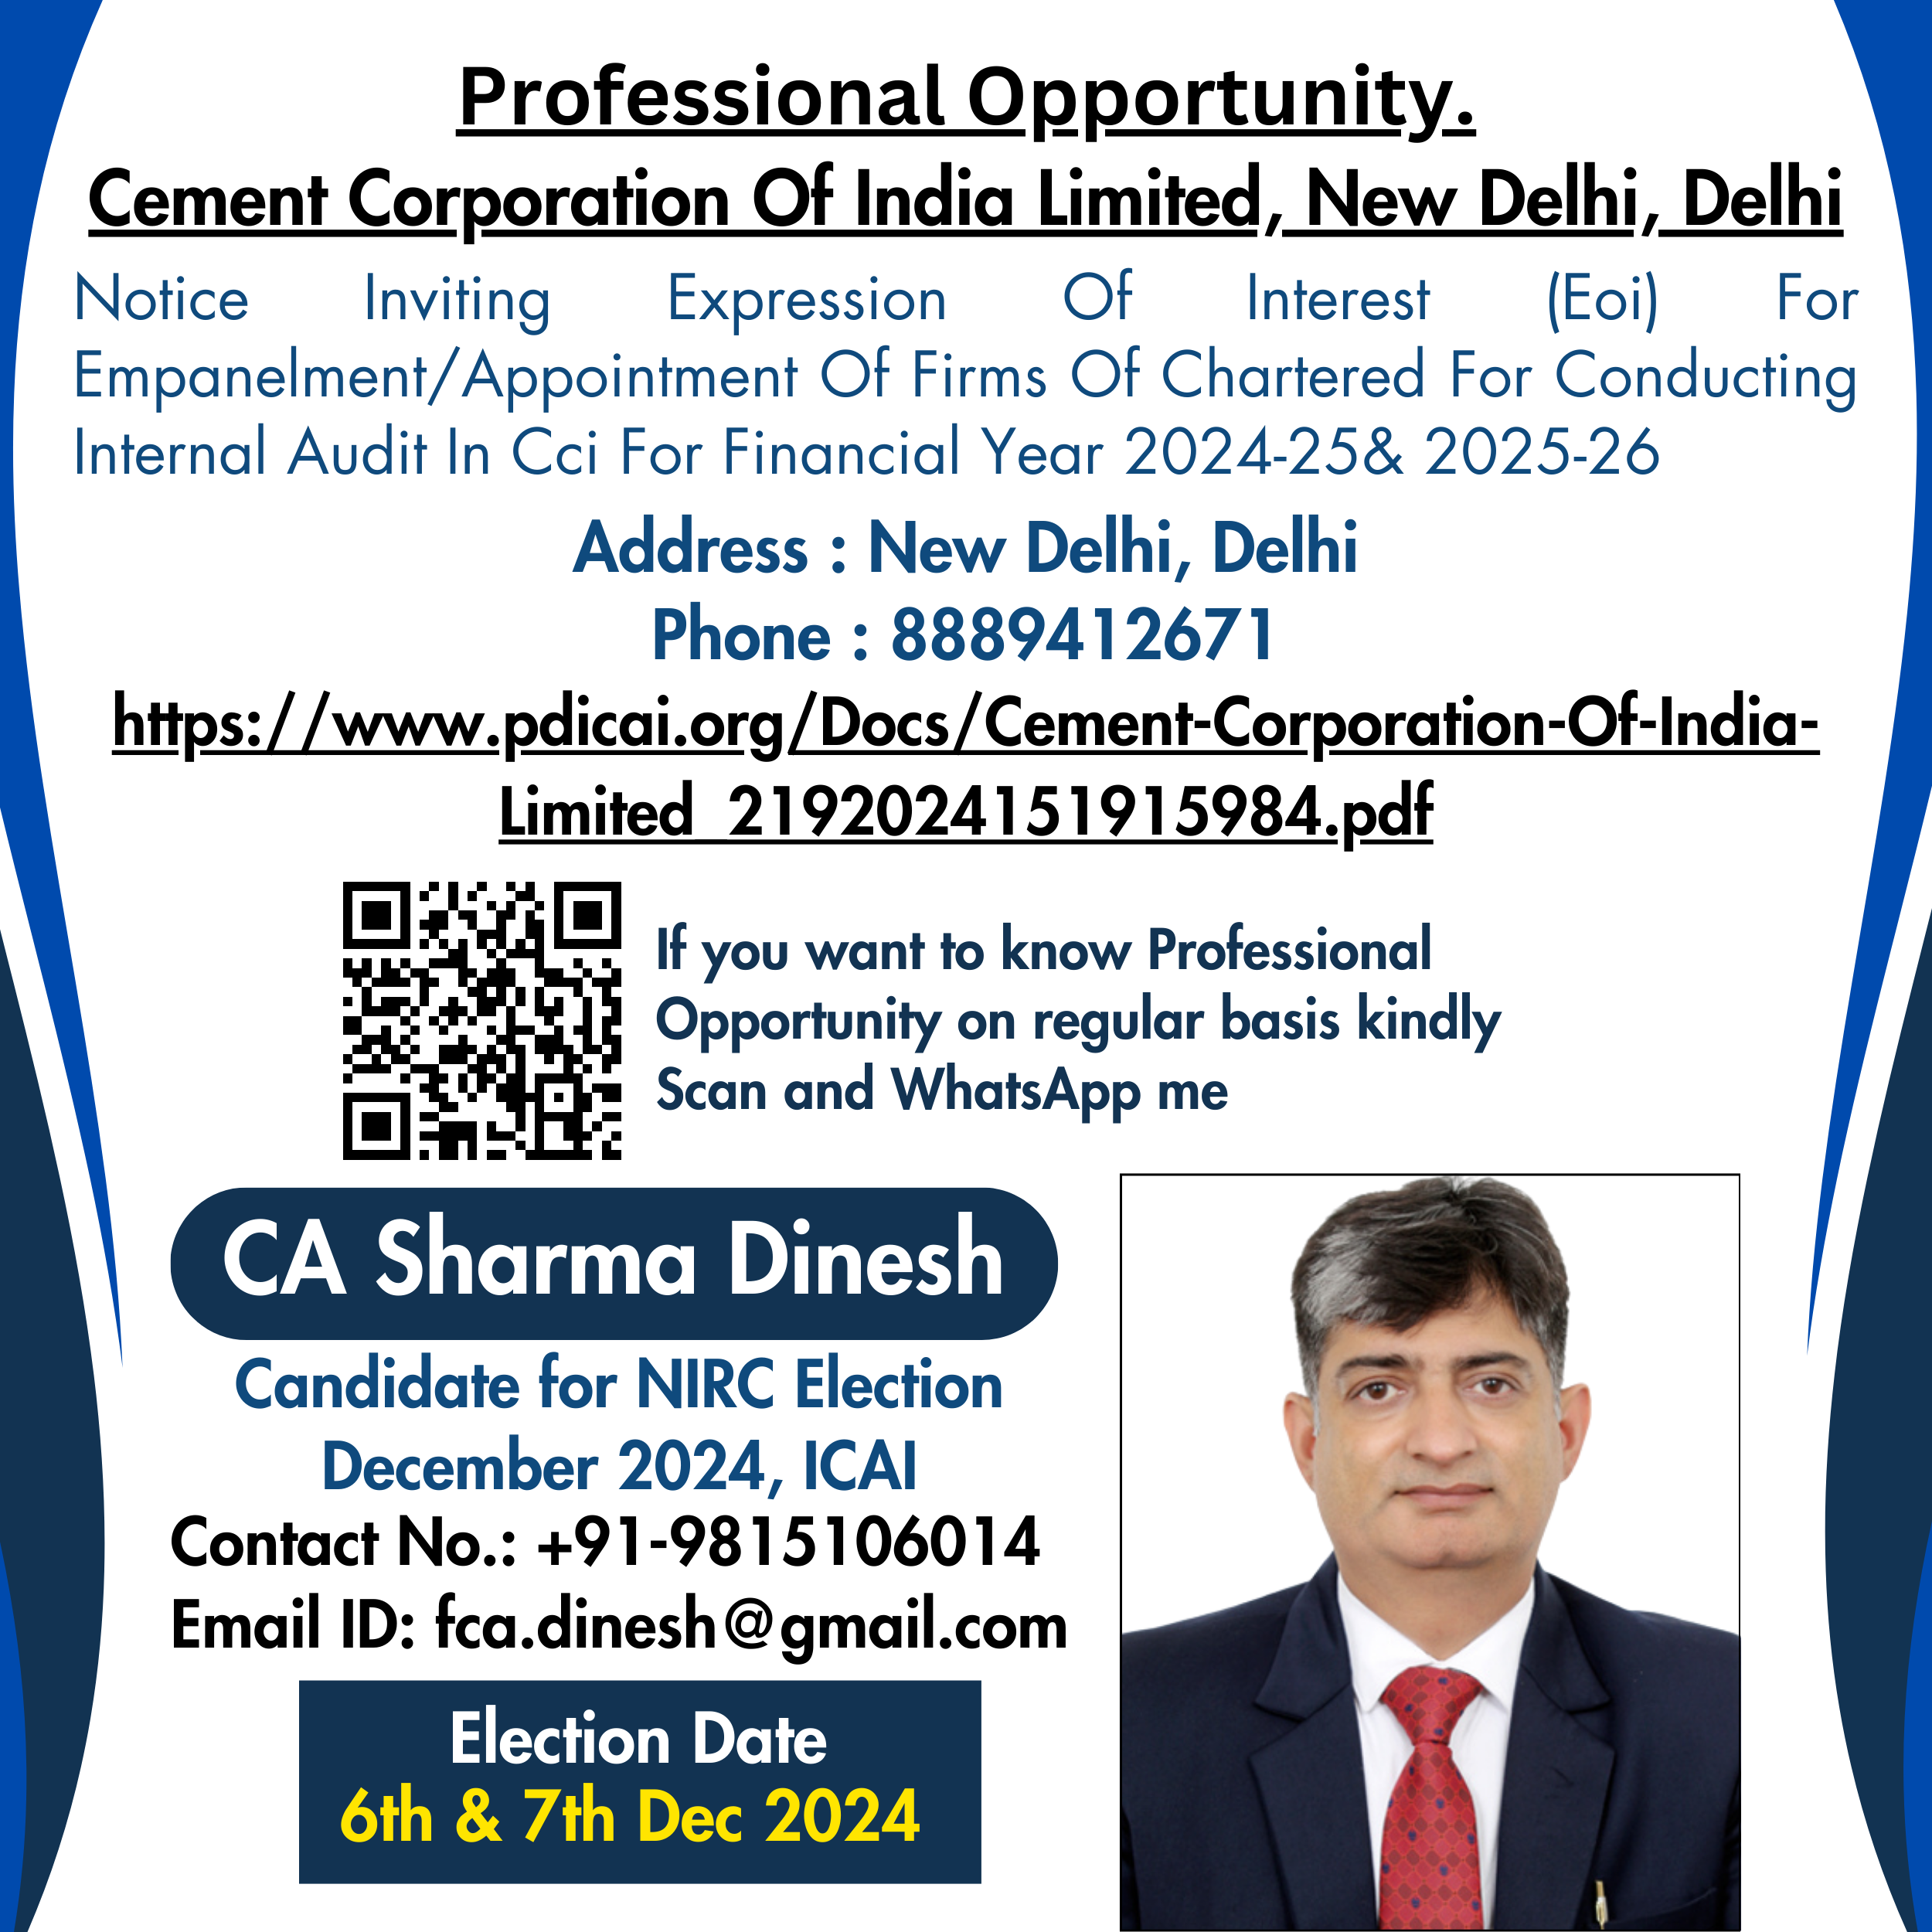 Professional Opportunity.
Cement Corporation Of India Limited, New Delhi, Delhi
Notice Inviting Expression Of Interest (Eoi) For
Empanelment/Appointment Of Firms Of Chartered For Conducting
Internal Audit In Cci For Financial Year 2024-25& 2025-26
Address : New Delhi, Delhi
Phone : 8889412671
https://www.pdicai.org/Docs/Cement-Corporation-Of-India-
Limited_2192024151915984.pdf
If you want to know Professional
Opportunity on regular basis kindly
Scan and WhatsApp me
CA Sharma Dinesh
Candidate for NIRC Election
December 2024, ICAI
Contact No.: +91-9815106014
Email ID: fca.dinesh@gmail.com
Election Date
6th & 7th Dec 2024